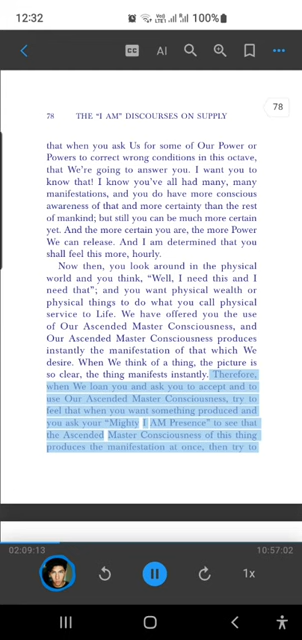 12:32
100%
CC
AI
78
78 THE "I AM" DISCOURSES ON SUPPLY
that when you ask Us for some of Our Power or
Powers to correct wrong conditions in this octave,
that We're going to answer you. I want you to
know that! I know you've all had many, many
manifestations, and you do have more conscious
awareness of that and more certainty than the rest
of mankind; but still you can be much more certain
yet. And the more certain you are, the more Power
We can release. And I am determined that you
shall feel this more, hourly.
Now then, you look around in the physical
world and you think, "Well, I need this and I
need that"; and you want physical wealth or
physical things to do what you call physical
service to Life. We have offered you the use
of Our Ascended Master Consciousness, and
Our Ascended Master Consciousness produces
instantly the manifestation of that which We
desire. When We think of a thing, the picture is
so clear, the thing manifests instantly. Therefore,
when We loan you and ask you to accept and to
use Our Ascended Master Consciousness, try to
feel that when you want something produced and
you ask your "Mighty I AM Presence" to see that
the Ascended Master Consciousness of this thing
produces the manifestation at once, then try to
02:09:13
10:57:02
1x